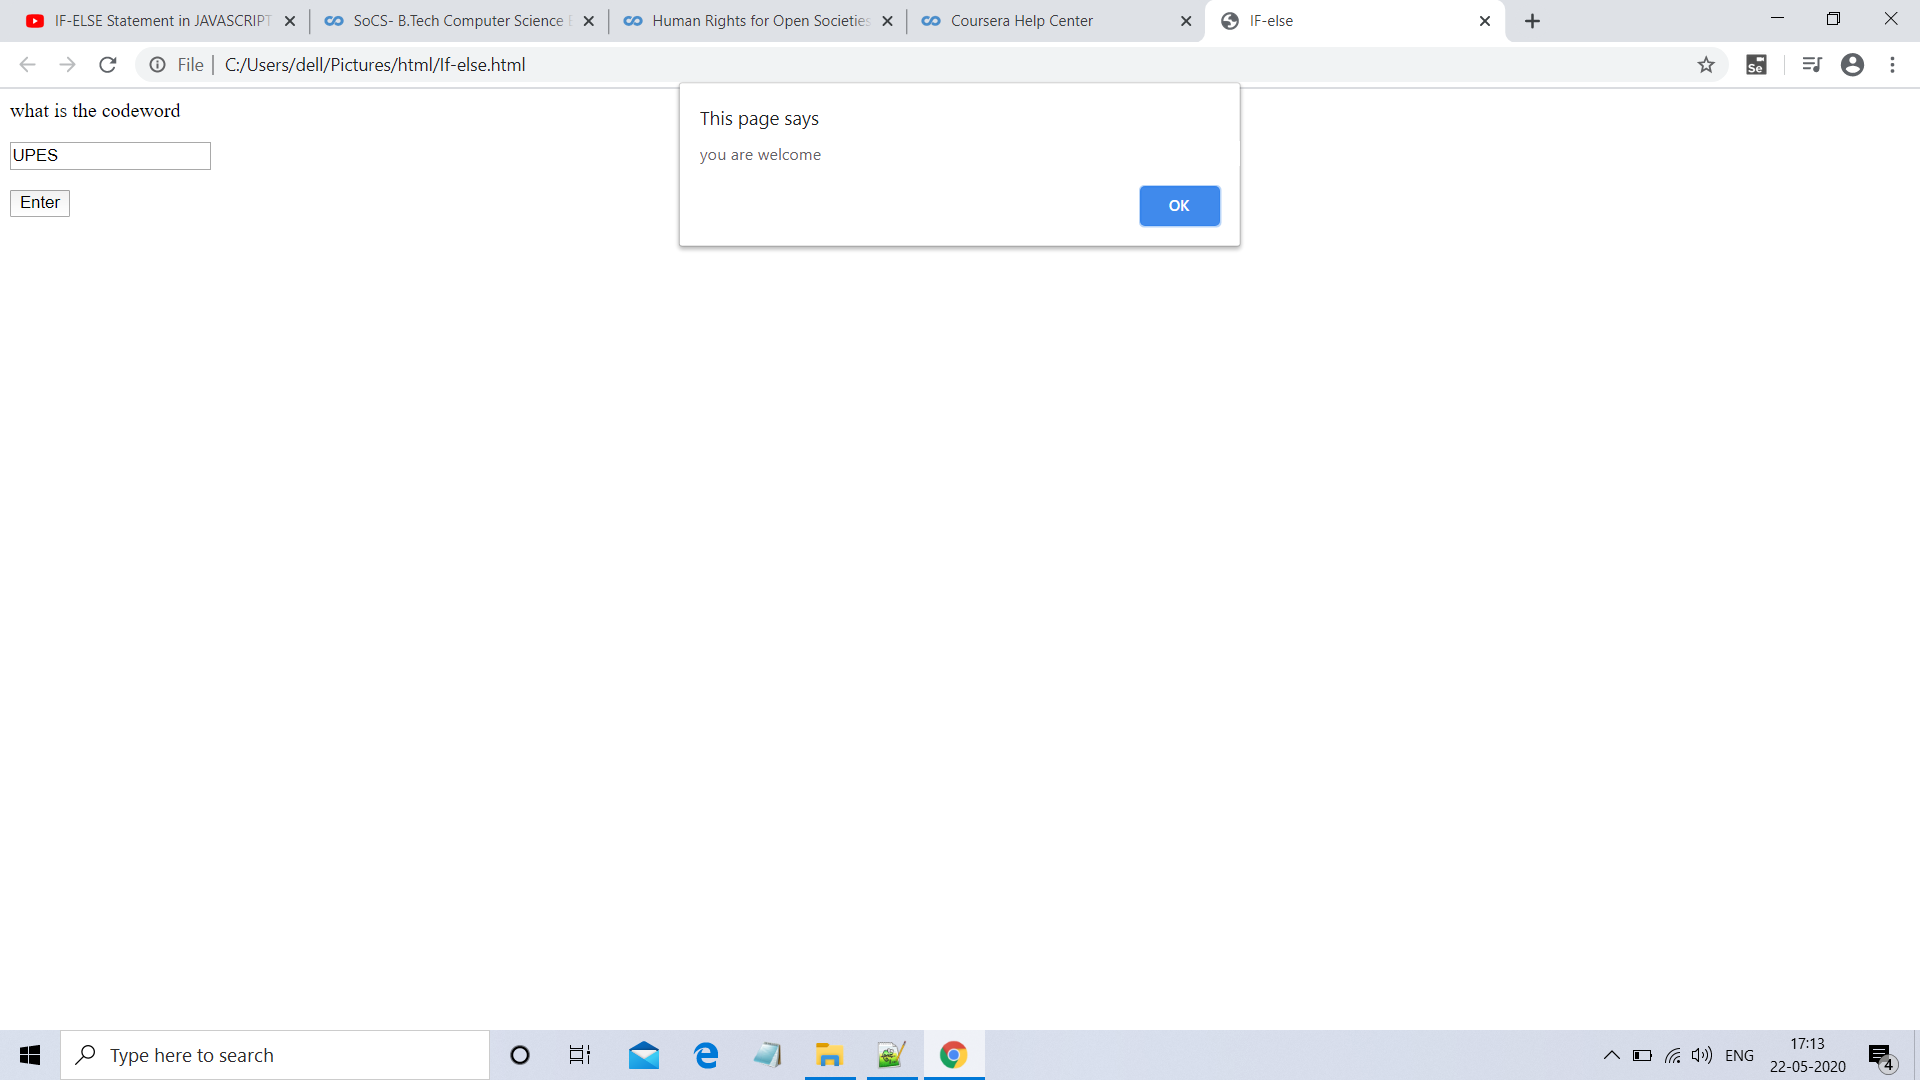 IF-ELSE Statement in JAVASCRIPT
SoCS- B.Tech Computer Science
Human Rights for Open Societies
Coursera Help Center
IF-else
File
C:/Users/dell/Pictures/html/If-else.html
Se
what is the codeword
UPES
Enter
This page says
you are welcome
OK
Type here to search
ENG
17:13
22-05-2020
4